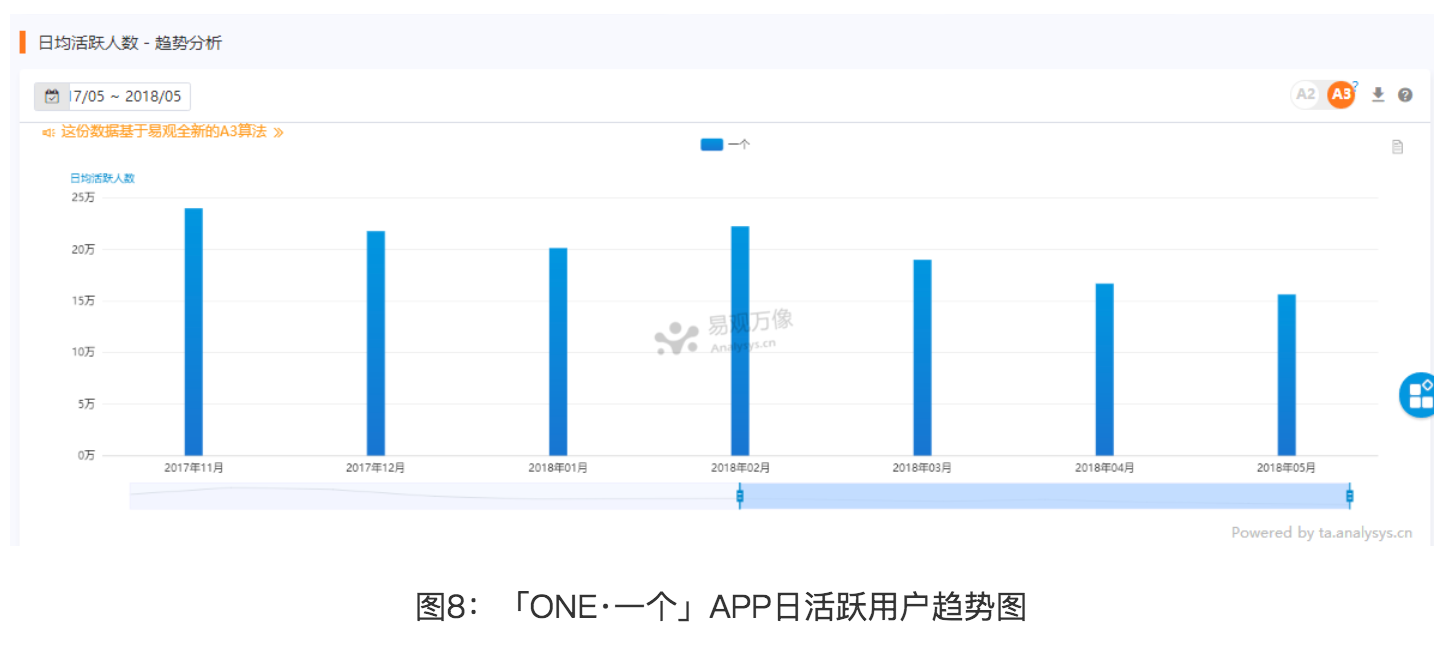 日均活跃人数 - 趋势分析
17/05 ~ 2018/05
A2 A3 ?
这份数据基于易观全新的A3算法 »
一个
日均活跃人数
25万
20万
15万
10万
5万
0万
易观万像
Analysys.cn
2017年11月 2017年12月 2018年01月 2018年02月 2018年03月 2018年04月 2018年05月
Powered by ta.analysys.cn
图8：「ONE·一个」APP日活跃用户趋势图